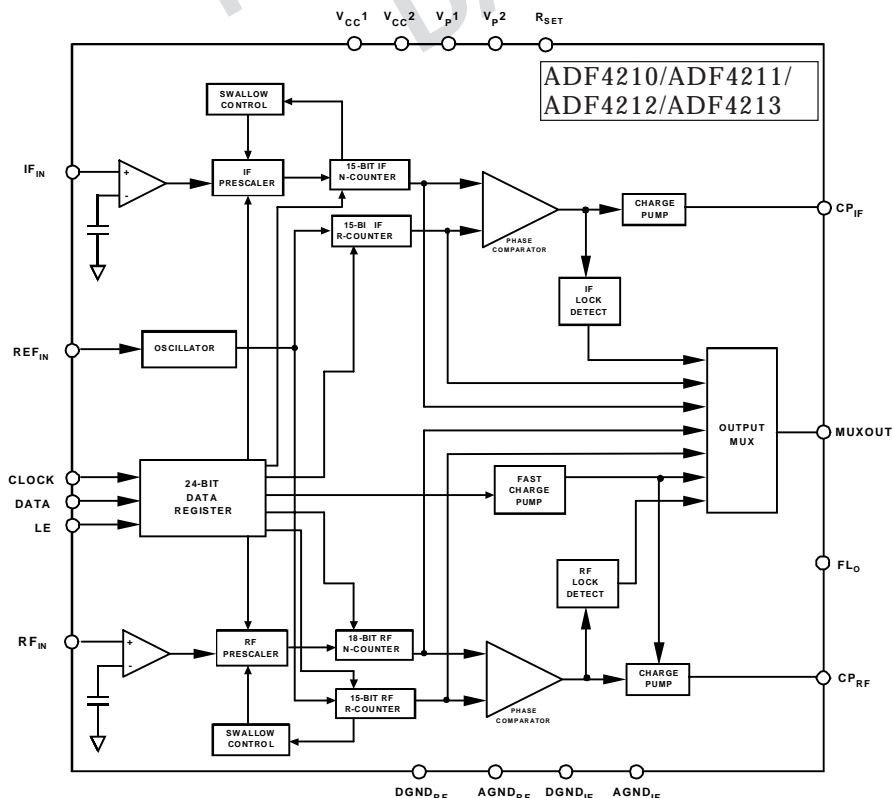 VCC1 VCC2 VP1 VP2 RSET
ADF4210/ADF4211/
ADF4212/ADF4213
SWALLOW
CONTROL
IFIN
+
-
IF
PRESCALER
15-BIT IF
N-COUNTER
CHARGE
PUMP
CPIF
15-BI IF
R-COUNTER
PHASE
COMPARATOR
IF
LOCK
DETECT
REFIN
OSCILLATOR
OUTPUT
MUX
MUXOUT
CLOCK
DATA
LE
24-BIT
DATA
REGISTER
FAST
CHARGE
PUMP
FLO
RF
LOCK
DETECT
RFIN
+
-
RF
PRESCALER
18-BIT RF
N-COUNTER
CHARGE
PUMP
CPRF
15-BIT RF
R-COUNTER
PHASE
COMPARATOR
SWALLOW
CONTROL
DGNDRF AGNDRF DGNDIF AGNDIF